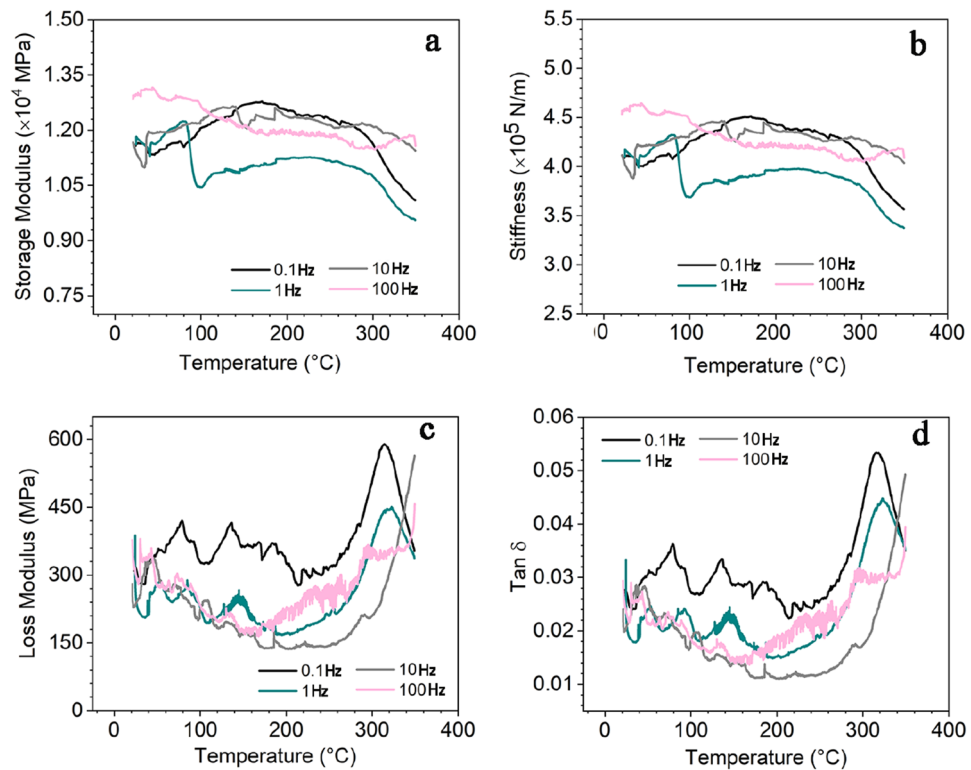 a
Storage Modulus (×10⁴ MPa)
1.50
1.35
1.20
1.05
0.90
0.75
0.1Hz
10Hz
1Hz
100Hz
0 100 200 300 400
Temperature (°C)
b
Stiffness (×10⁵ N/m)
5.5
5.0
4.5
4.0
3.5
3.0
2.5
0.1Hz
10Hz
1Hz
100Hz
0 100 200 300 400
Temperature (°C)
c
Loss Modulus (MPa)
600
450
300
150
0
0.1Hz
10Hz
1Hz
100Hz
0 100 200 300 400
Temperature (°C)
d
Tan δ
0.06
0.05
0.04
0.03
0.02
0.01
0.1Hz
10Hz
1Hz
100Hz
0 100 200 300 400
Temperature (°C)